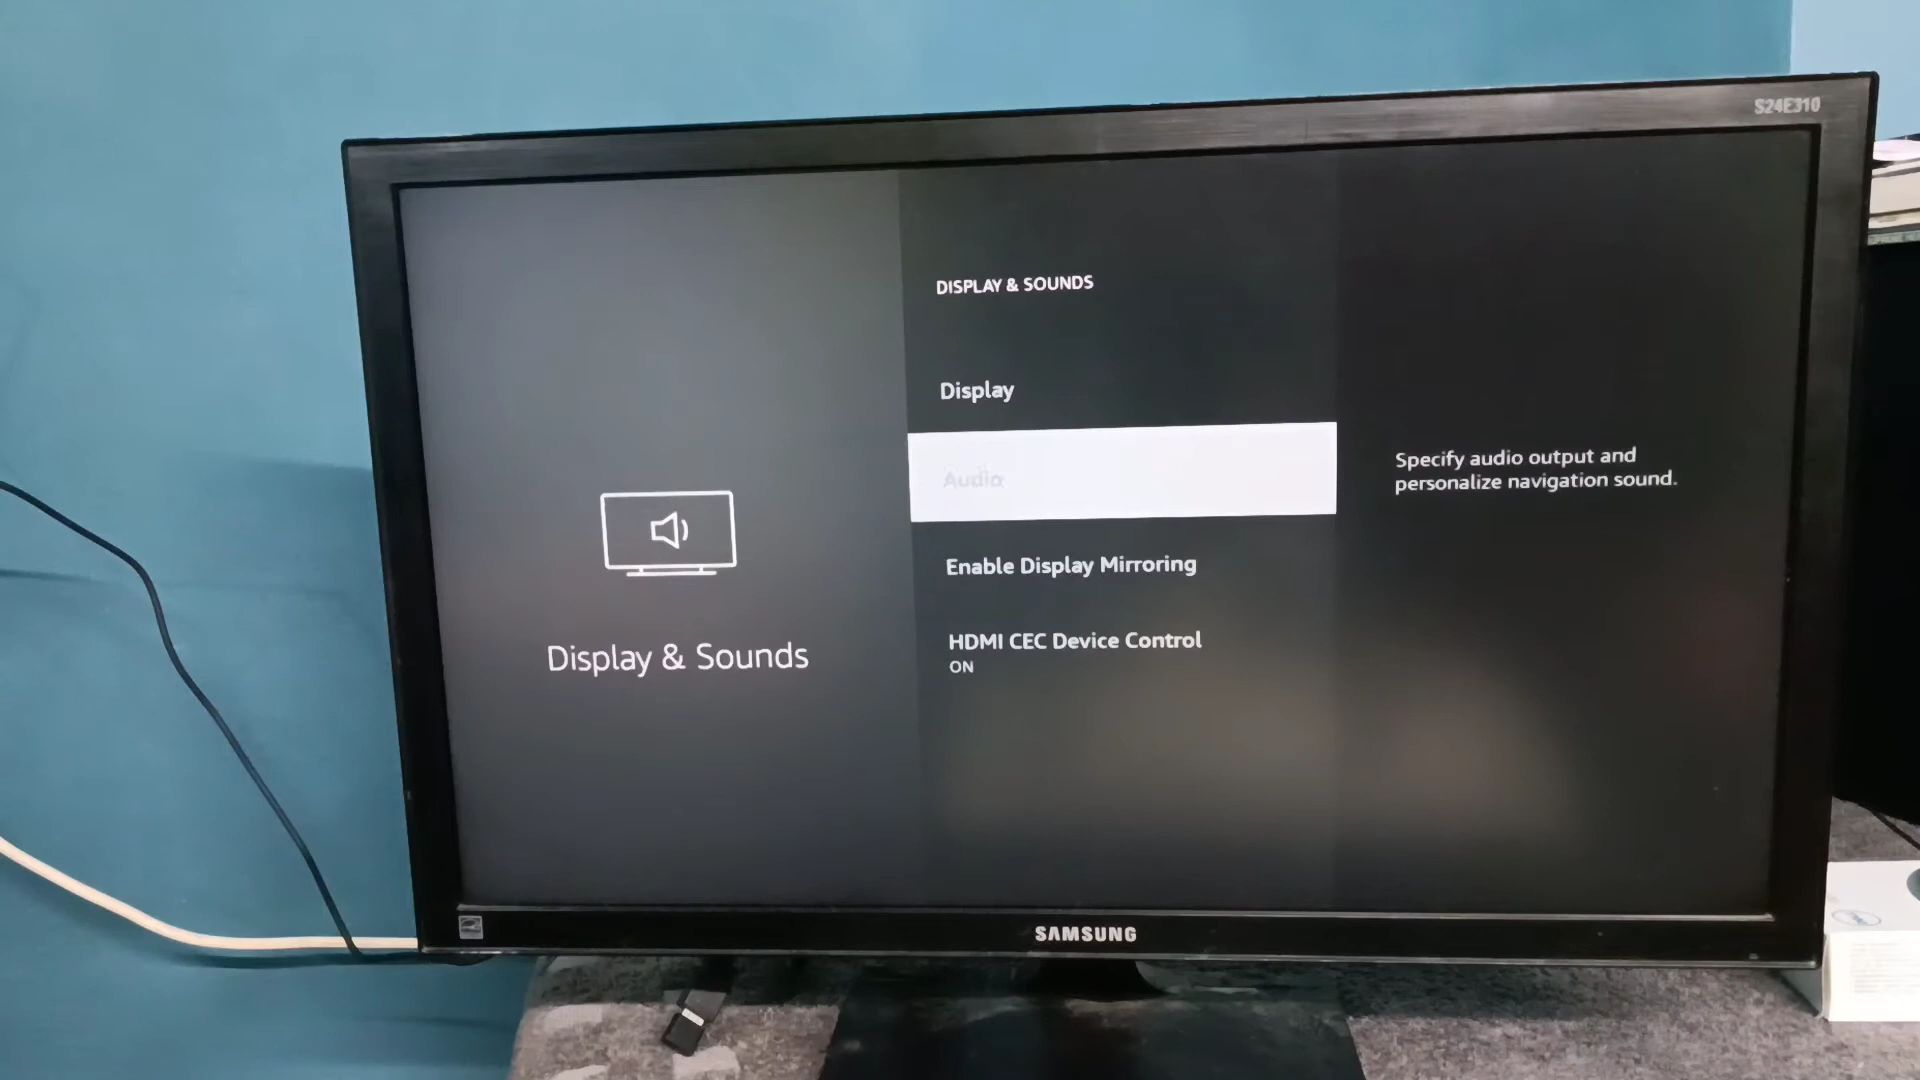 S24E310
DISPLAY & SOUNDS
Display
Audio
Specify audio output and
personalize navigation sound.
Enable Display Mirroring
HDMI CEC Device Control
ON
Display & Sounds
SAMSUNG